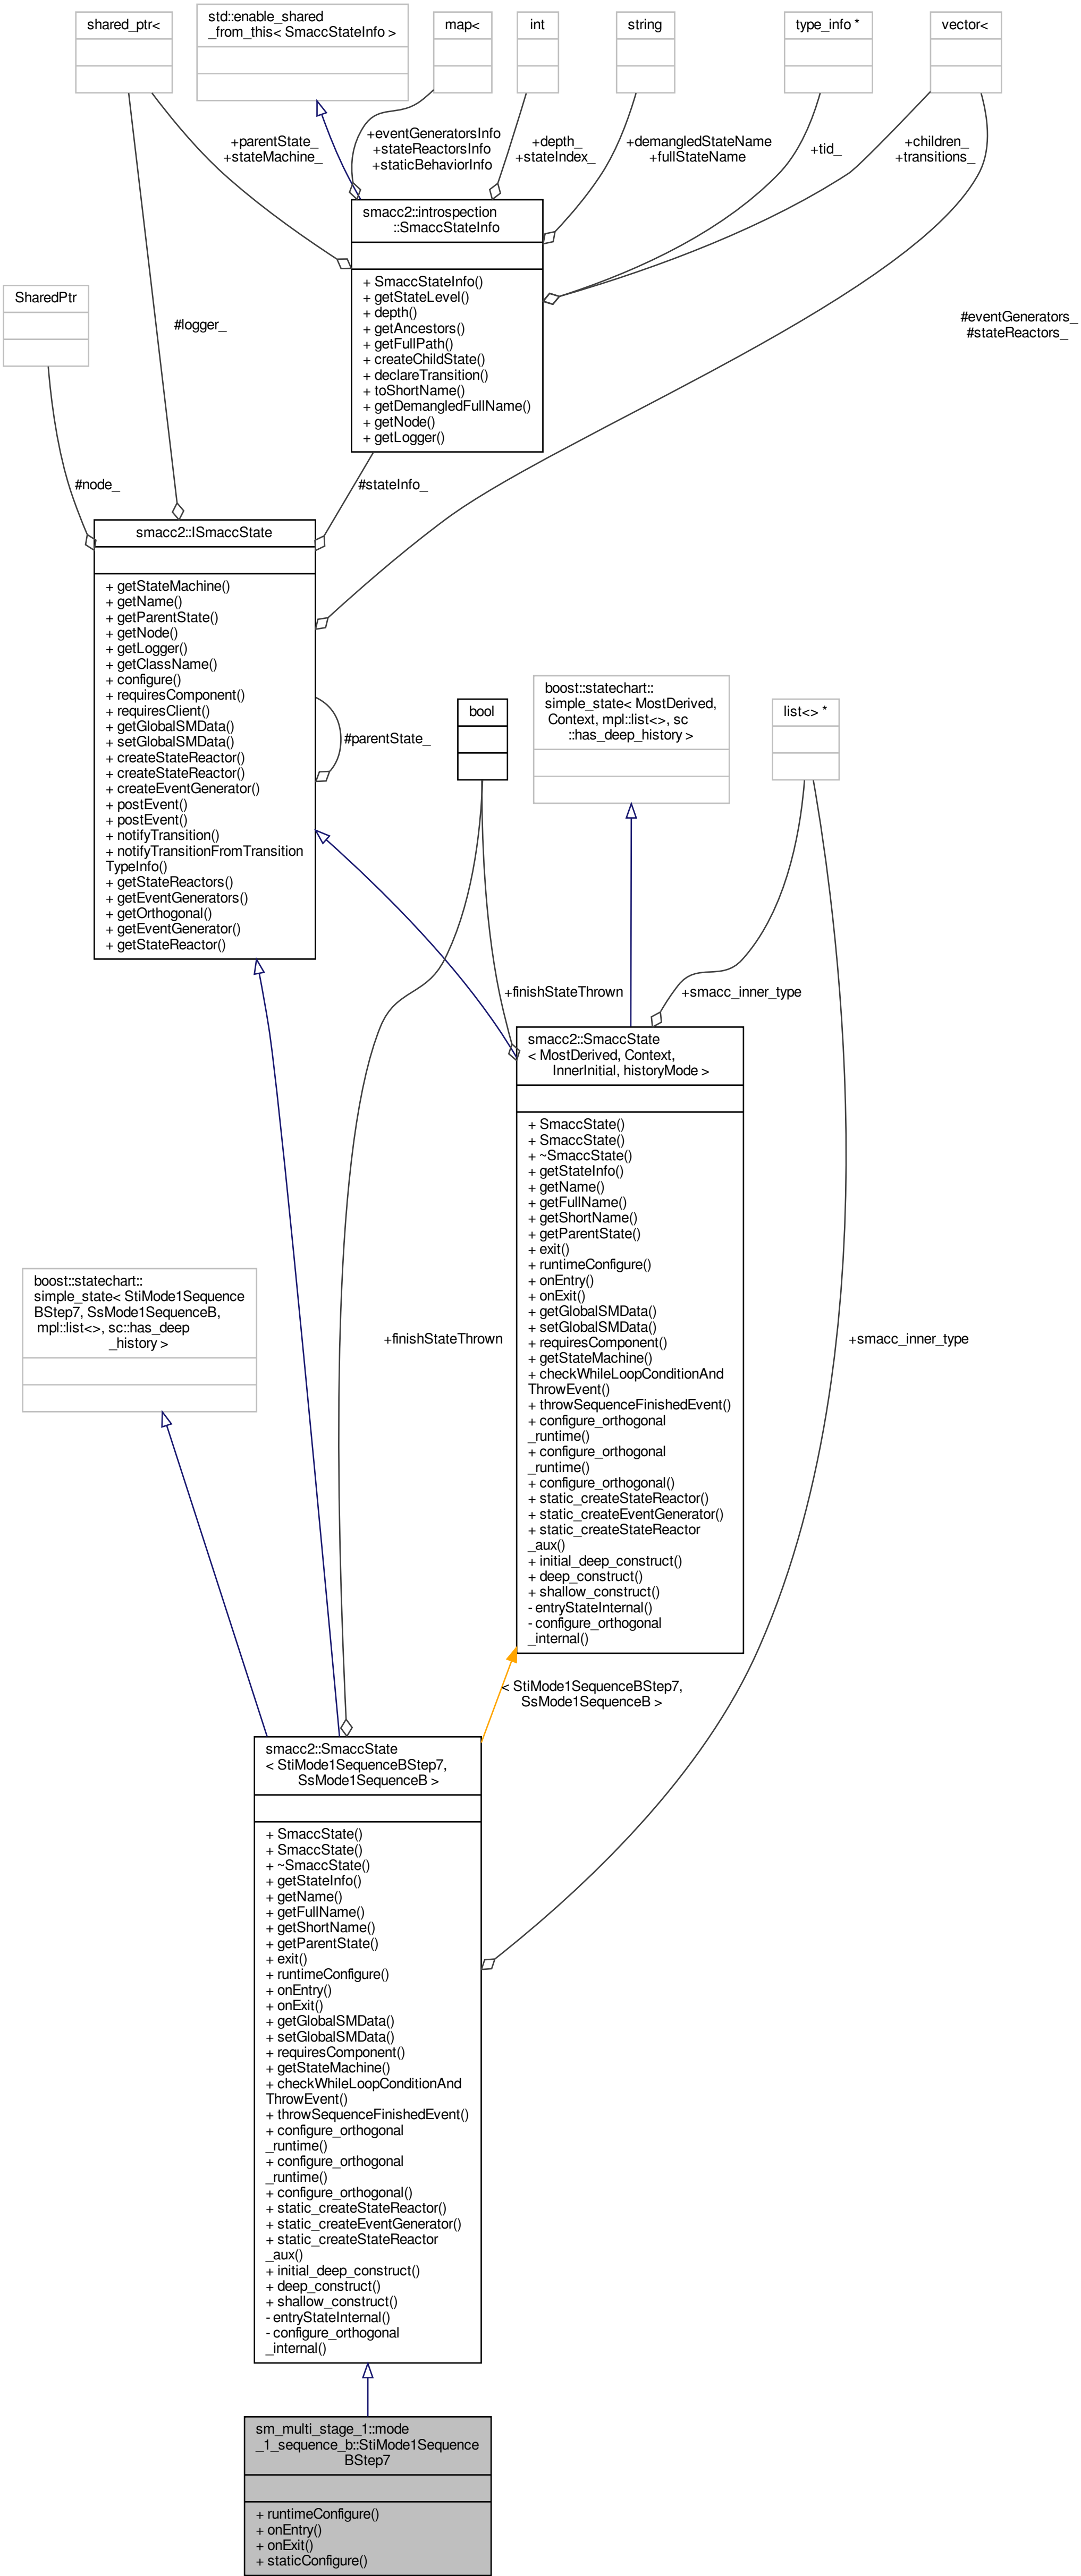 shared_ptr<
std::enable_shared
_from_this< SmaccStateInfo >
map<
int
string
type_info *
vector<
+parentState_
+stateMachine_
+eventGeneratorsInfo
+stateReactorsInfo
+staticBehaviorInfo
+depth_
+stateIndex_
+demangledStateName
+fullStateName
+tid_
+children_
+transitions_
smacc2::introspection
::SmaccStateInfo
+ SmaccStateInfo()
+ getStateLevel()
+ depth()
+ getAncestors()
+ getFullPath()
+ createChildState()
+ declareTransition()
+ toShortName()
+ getDemangledFullName()
+ getNode()
+ getLogger()
SharedPtr
#logger_
#eventGenerators_
#stateReactors_
#node_
#stateInfo_
smacc2::ISmaccState
+ getStateMachine()
+ getName()
+ getParentState()
+ getNode()
+ getLogger()
+ getClassName()
+ configure()
+ requiresComponent()
+ requiresClient()
+ getGlobalSMData()
+ setGlobalSMData()
+ createStateReactor()
+ createStateReactor()
+ createEventGenerator()
+ postEvent()
+ postEvent()
+ notifyTransition()
+ notifyTransitionFromTransition
TypeInfo()
+ getStateReactors()
+ getEventGenerators()
+ getOrthogonal()
+ getEventGenerator()
+ getStateReactor()
#parentState_
bool
boost::statechart::
simple_state< MostDerived,
Context, mpl::list<>, sc
::has_deep_history >
list<> *
+finishStateThrown
+smacc_inner_type
smacc2::SmaccState
< MostDerived, Context,
InnerInitial, historyMode >
+ SmaccState()
+ SmaccState()
+ ~SmaccState()
+ getStateInfo()
+ getName()
+ getFullName()
+ getShortName()
+ getParentState()
+ exit()
+ runtimeConfigure()
+ onEntry()
+ onExit()
+ getGlobalSMData()
+ setGlobalSMData()
+ requiresComponent()
+ getStateMachine()
+ checkWhileLoopConditionAnd
ThrowEvent()
+ throwSequenceFinishedEvent()
+ configure_orthogonal
_runtime()
+ configure_orthogonal
_runtime()
+ configure_orthogonal()
+ static_createStateReactor()
+ static_createEventGenerator()
+ static_createStateReactor
_aux()
+ initial_deep_construct()
+ deep_construct()
+ shallow_construct()
- entryStateInternal()
- configure_orthogonal
_internal()
boost::statechart::
simple_state< StiMode1Sequence
BStep7, SsMode1SequenceB,
mpl::list<>, sc::has_deep
_history >
+finishStateThrown
+smacc_inner_type
< StiMode1SequenceBStep7,
SsMode1SequenceB >
smacc2::SmaccState
< StiMode1SequenceBStep7,
SsMode1SequenceB >
+ SmaccState()
+ SmaccState()
+ ~SmaccState()
+ getStateInfo()
+ getName()
+ getFullName()
+ getShortName()
+ getParentState()
+ exit()
+ runtimeConfigure()
+ onEntry()
+ onExit()
+ getGlobalSMData()
+ setGlobalSMData()
+ requiresComponent()
+ getStateMachine()
+ checkWhileLoopConditionAnd
ThrowEvent()
+ throwSequenceFinishedEvent()
+ configure_orthogonal
_runtime()
+ configure_orthogonal
_runtime()
+ configure_orthogonal()
+ static_createStateReactor()
+ static_createEventGenerator()
+ static_createStateReactor
_aux()
+ initial_deep_construct()
+ deep_construct()
+ shallow_construct()
- entryStateInternal()
- configure_orthogonal
_internal()
sm_multi_stage_1::mode
_1_sequence_b::StiMode1Sequence
BStep7
+ runtimeConfigure()
+ onEntry()
+ onExit()
+ staticConfigure()